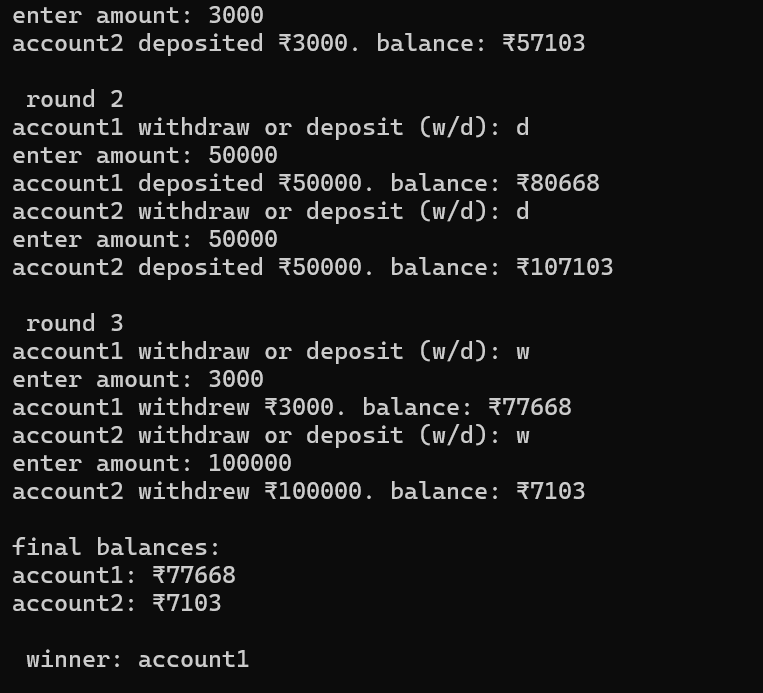 enter amount: 3000
account2 deposited ₹3000. balance: ₹57103
round 2
account1 withdraw or deposit (w/d): d
enter amount: 50000
account1 deposited ₹50000. balance: ₹80668
account2 withdraw or deposit (w/d): d
enter amount: 50000
account2 deposited ₹50000. balance: ₹107103
round 3
account1 withdraw or deposit (w/d): w
enter amount: 3000
account1 withdrew ₹3000. balance: ₹77668
account2 withdraw or deposit (w/d): w
enter amount: 100000
account2 withdrew ₹100000. balance: ₹7103
final balances:
account1: ₹77668
account2: ₹7103
winner: account1